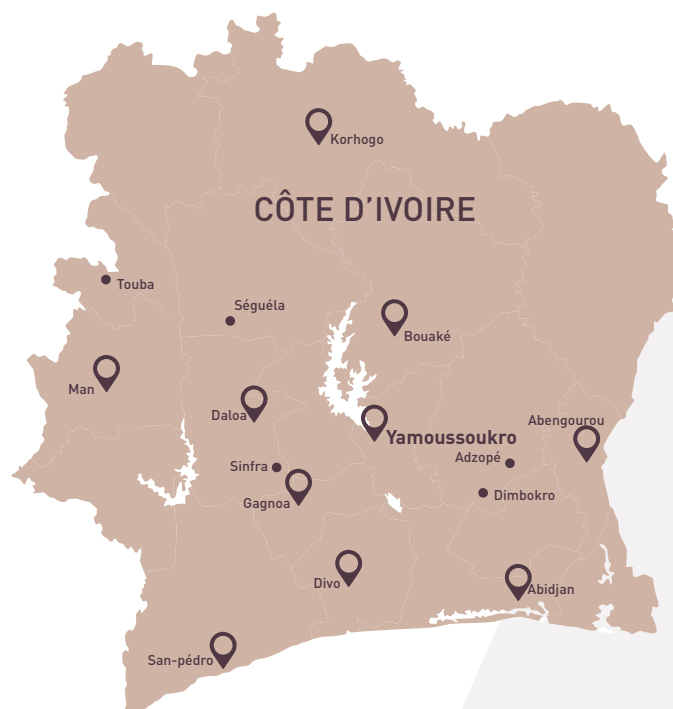 Korhogo
CÔTE D'IVOIRE
Touba
Séguéla
Bouaké
Man
Daloa
Abengourou
Yamoussoukro
Adzopé
Sinfra
Dimbokro
Gagnoa
Divo
Abidjan
San-pédro